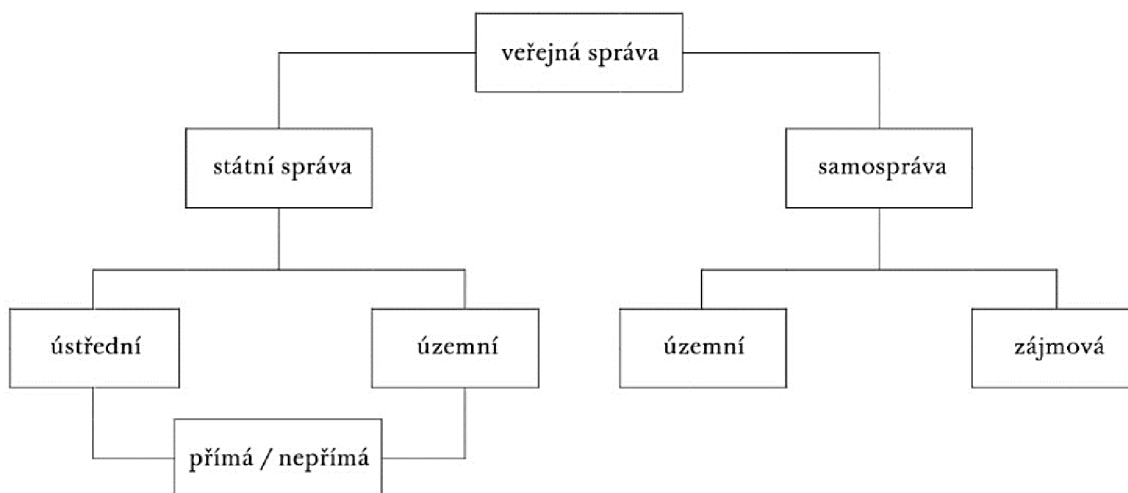 veřejná správa
státní správa
samospráva
ústřední
územní
územní
zájmová
přímá / nepřímá